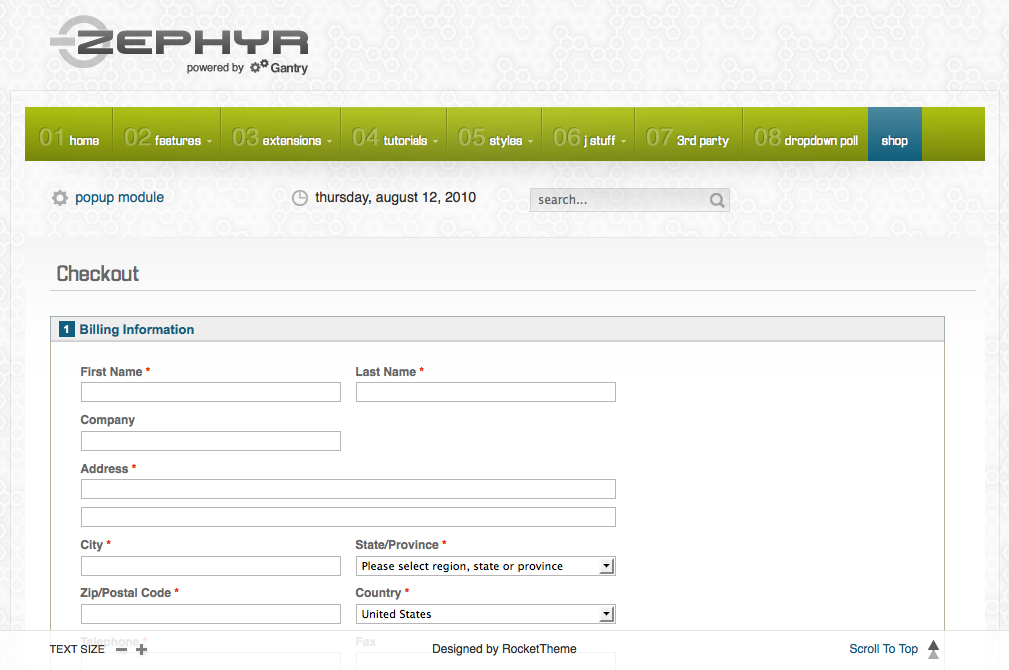 ZEPHYR
powered by Gantry
01 home 02 features 03 extensions 04 tutorials 05 styles 06 j stuff 07 3rd party 08 dropdown poll shop
popup module thursday, august 12, 2010 search...
Checkout
1 Billing Information
First Name * Last Name *
Company
Address *
City * State/Province *
Please select region, state or province
Zip/Postal Code * Country *
United States
Telephone * Fax
TEXT SIZE Designed by RocketTheme Scroll To Top